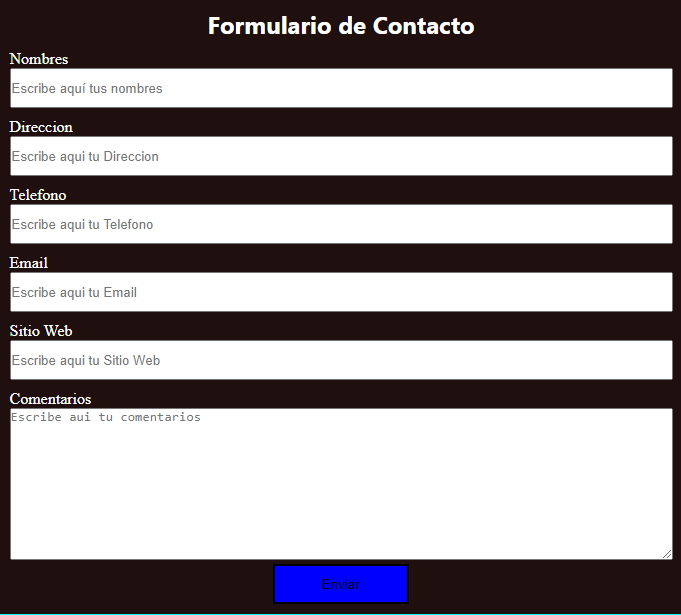 Formulario de Contacto
Nombres
Escribe aquí tus nombres
Direccion
Escribe aqui tu Direccion
Telefono
Escribe aqui tu Telefono
Email
Escribe aqui tu Email
Sitio Web
Escribe aqui tu Sitio Web
Comentarios
Escribe aui tu comentarios
Enviar